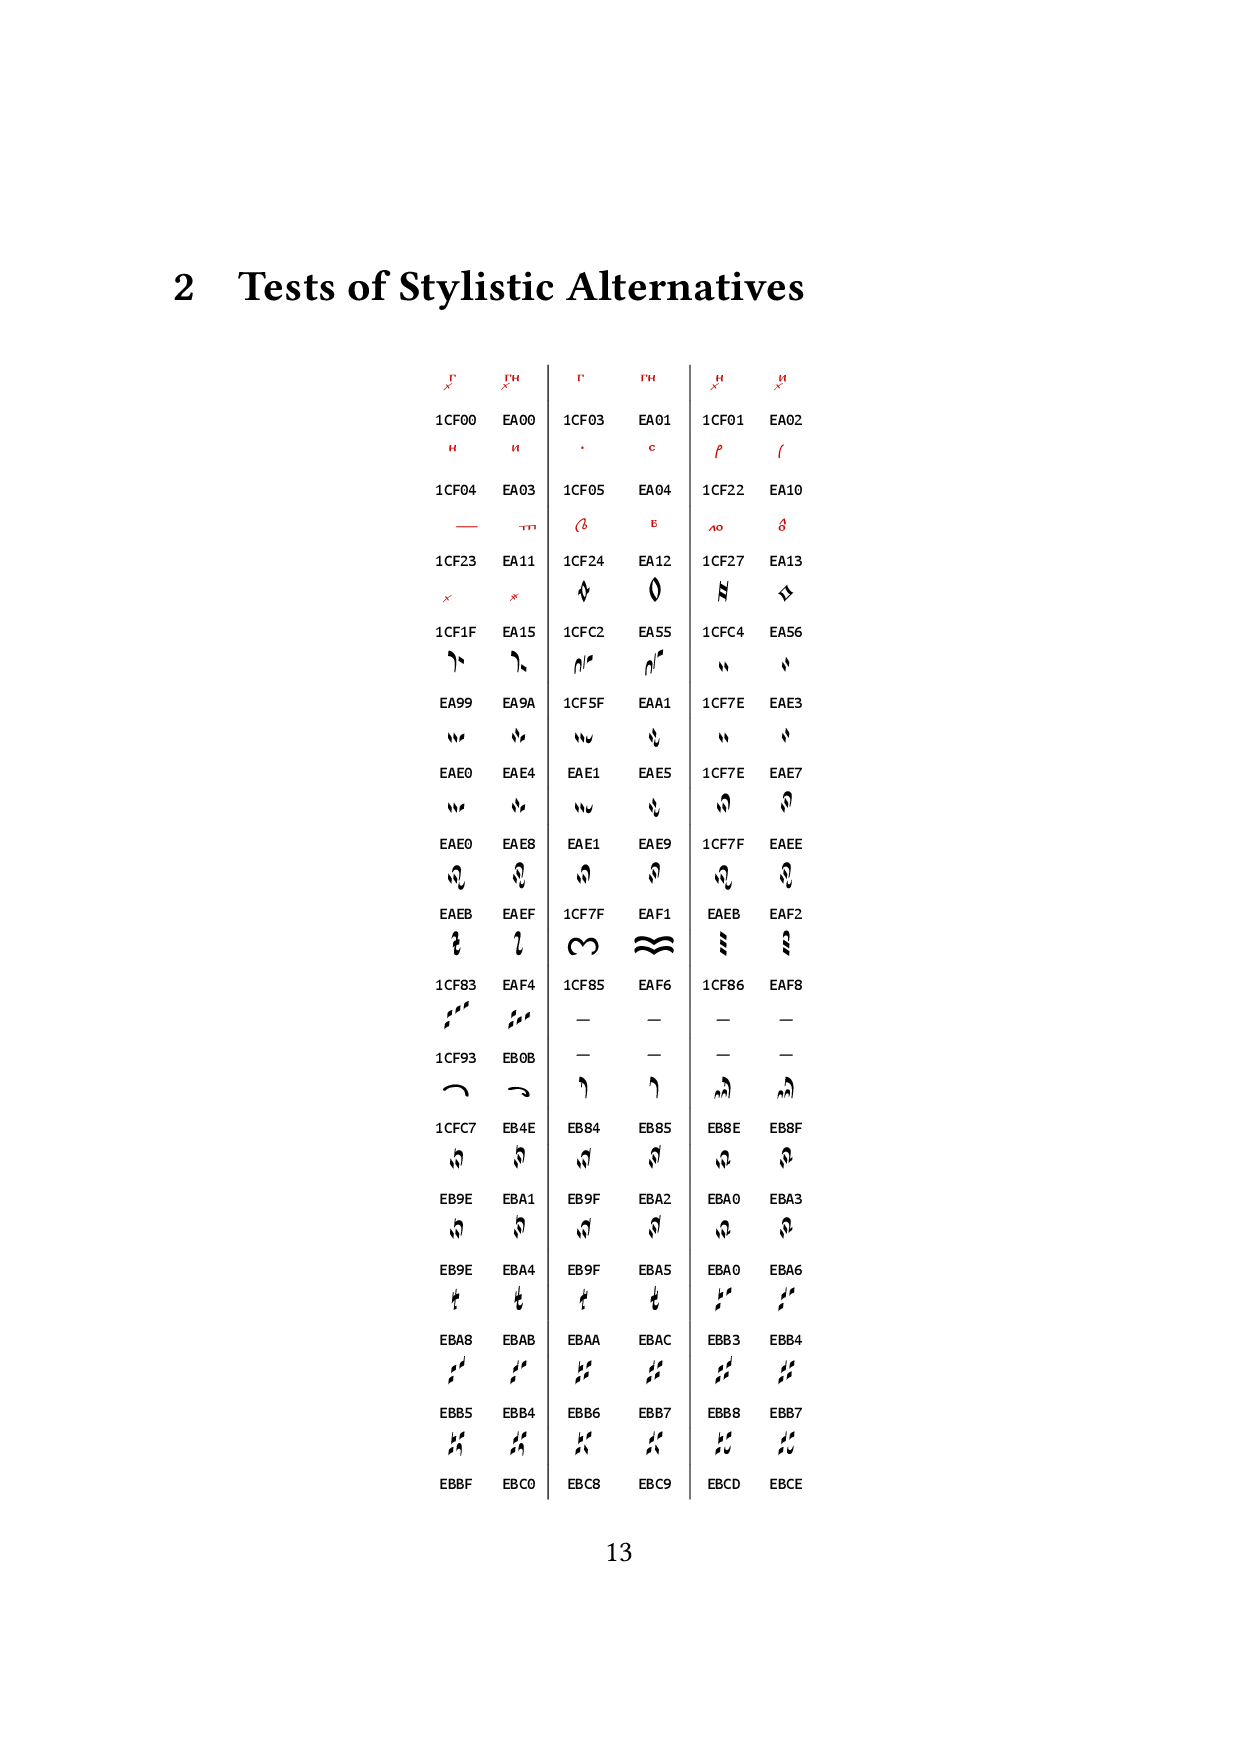 2 Tests of Stylistic Alternatives
г гн г гн н и
1CF00 EA00 1CF03 EA01 1CF01 EA02
н и · с
1CF04 EA03 1CF05 EA04 1CF22 EA10
тп Б ло
1CF23 EA11 1CF24 EA12 1CF27 EA13
1CF1F EA15 1CFC2 EA55 1CFC4 EA56
EA99 EA9A 1CF5F EAA1 1CF7E EAE3
EAE0 EAE4 EAE1 EAE5 1CF7E EAE7
EAE0 EAE8 EAE1 EAE9 1CF7F EAEE
EAEB EAEF 1CF7F EAF1 EAEB EAF2
1CF83 EAF4 1CF85 EAF6 1CF86 EAF8
— — — —
1CF93 EB0B — — — —
1CFC7 EB4E EB84 EB85 EB8E EB8F
EB9E EBA1 EB9F EBA2 EBA0 EBA3
EB9E EBA4 EB9F EBA5 EBA0 EBA6
EBA8 EBAB EBAA EBAC EBB3 EBB4
EBB5 EBB4 EBB6 EBB7 EBB8 EBB7
EBBF EBC0 EBC8 EBC9 EBCD EBCE
13